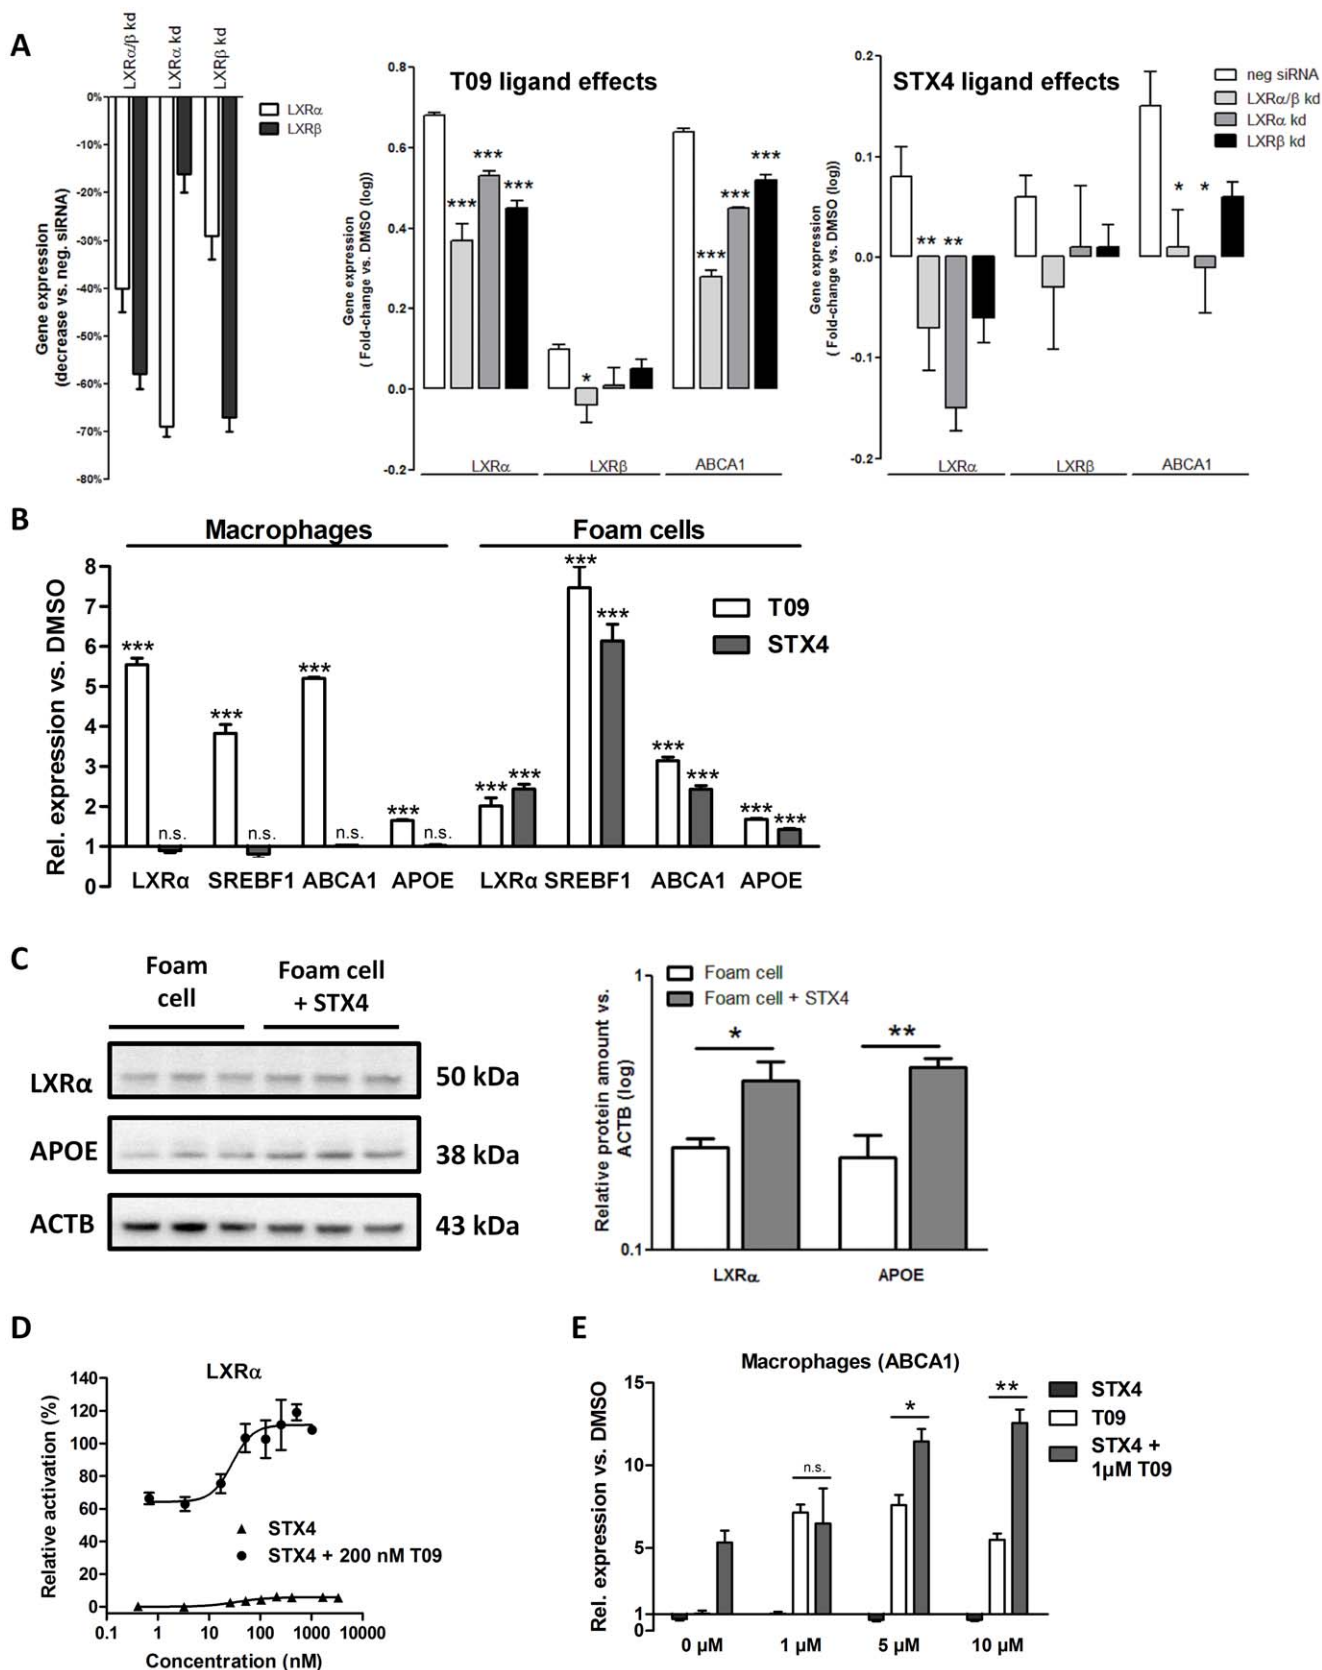 A
LXRα/β kd
LXRα kd
LXRβ kd
Gene expression
(decrease vs neg. siRNA)
0%
-10%
-20%
-30%
-40%
-50%
-60%
-70%
-80%
LXRα
LXRβ
T09 ligand effects
Gene expression
( Fold-change vs. DMSO (log))
0.8
0.6
0.4
0.2
0.0
-0.2
***
***
***
*
***
***
***
LXRα
LXRβ
ABCA1
STX4 ligand effects
Gene expression
( Fold-change vs. DMSO (log))
0.2
0.1
0.0
-0.1
-0.2
** **
* *
LXRα
LXRβ
ABCA1
neg siRNA
LXRα/β kd
LXRα kd
LXRβ kd
B
Macrophages
Foam cells
Rel. expression vs. DMSO
8
7
6
5
4
3
2
1
0
***
n.s.
***
n.s.
***
n.s.
***
n.s.
***
***
***
***
***
***
***
***
T09
STX4
LXRα SREBF1 ABCA1 APOE LXRα SREBF1 ABCA1 APOE
C
Foam
cell
Foam cell
+ STX4
LXRα
50 kDa
APOE
38 kDa
ACTB
43 kDa
Relative protein amount vs.
ACTB (log)
1
0.1
Foam cell
Foam cell + STX4
*
**
LXRα
APOE
D
LXRα
Relative activation (%)
140
120
100
80
60
40
20
0
STX4
STX4 + 200 nM T09
0.1 1 10 100 1000 10000
Concentration (nM)
E
Macrophages (ABCA1)
Rel. expression vs. DMSO
15
10
5
1
0
n.s.
*
**
STX4
T09
STX4 +
1µM T09
0 µM 1 µM 5 µM 10 µM